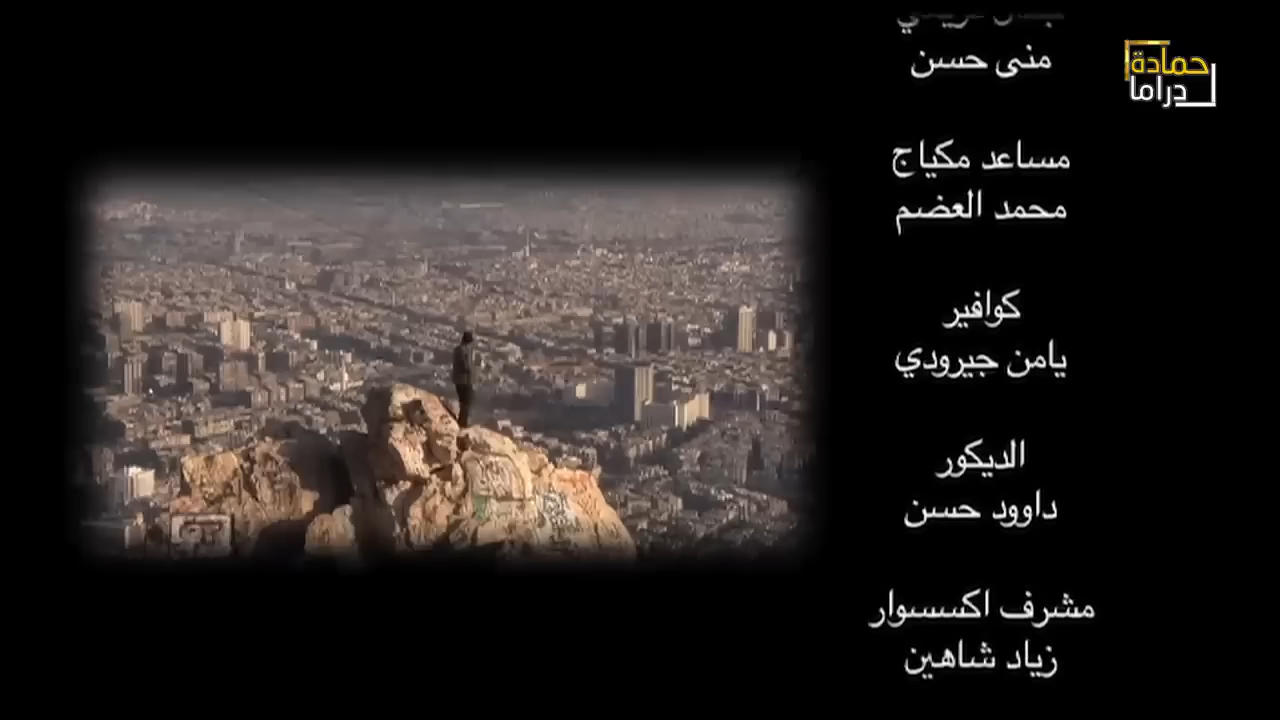 منى حسن
مساعد مكياج
محمد العضم
كوافير
يامن جيرودي
الديكور
داوود حسن
مشرف اكسسوار
زياد شاهين
حمادة
دراما